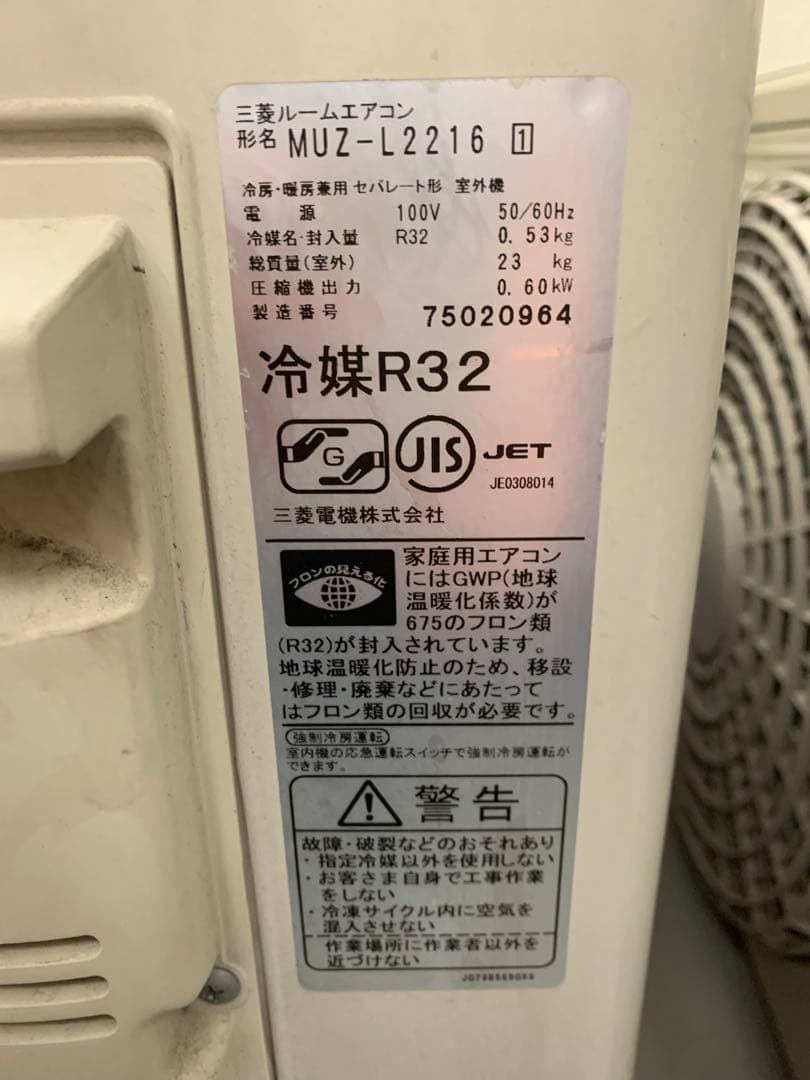 三菱ルームエアコン
形名 MUZ-L2216 1
冷房・暖房兼用 セパレート形 室外機
電源 100V 50/60Hz
冷媒名・封入量 R32 0.53kg
総質量(室外) 23 kg
圧縮機出力 0.60kW
製造番号 75020964
冷媒R32
G JIS JET
JE0308014
三菱電機株式会社
フロンの見える化
家庭用エアコン
にはGWP(地球
温暖化係数)が
675のフロン類
(R32)が封入されています。
地球温暖化防止のため、移設
・修理・廃棄などにあたって
はフロン類の回収が必要です。
強制冷房運転
室内機の応急運転スイッチで強制冷房運転が
できます。
警告
故障・破裂などのおそれあり
・指定冷媒以外を使用しない
・お客さま自身で工事作業
をしない
・冷凍サイクル内に空気を
混入させない
作業場所に作業者以外を
近づけない